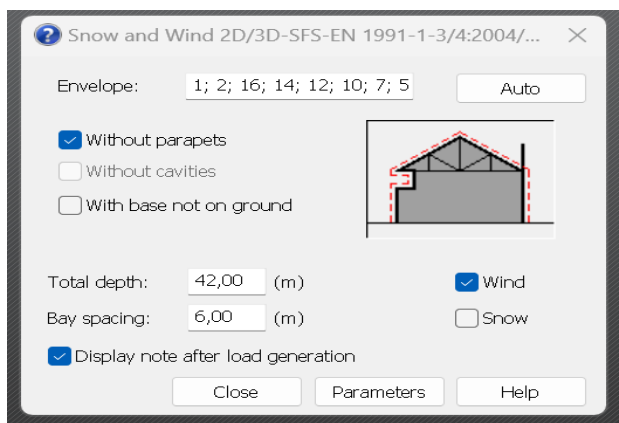 Snow and Wind 2D/3D-SFS-EN 1991-1-3/4:2004/...
Envelope: 1; 2; 16; 14; 12; 10; 7; 5 Auto
Without parapets
Without cavities
With base not on ground
Total depth: 42,00 (m) Wind
Bay spacing: 6,00 (m) Snow
Display note after load generation
Close Parameters Help